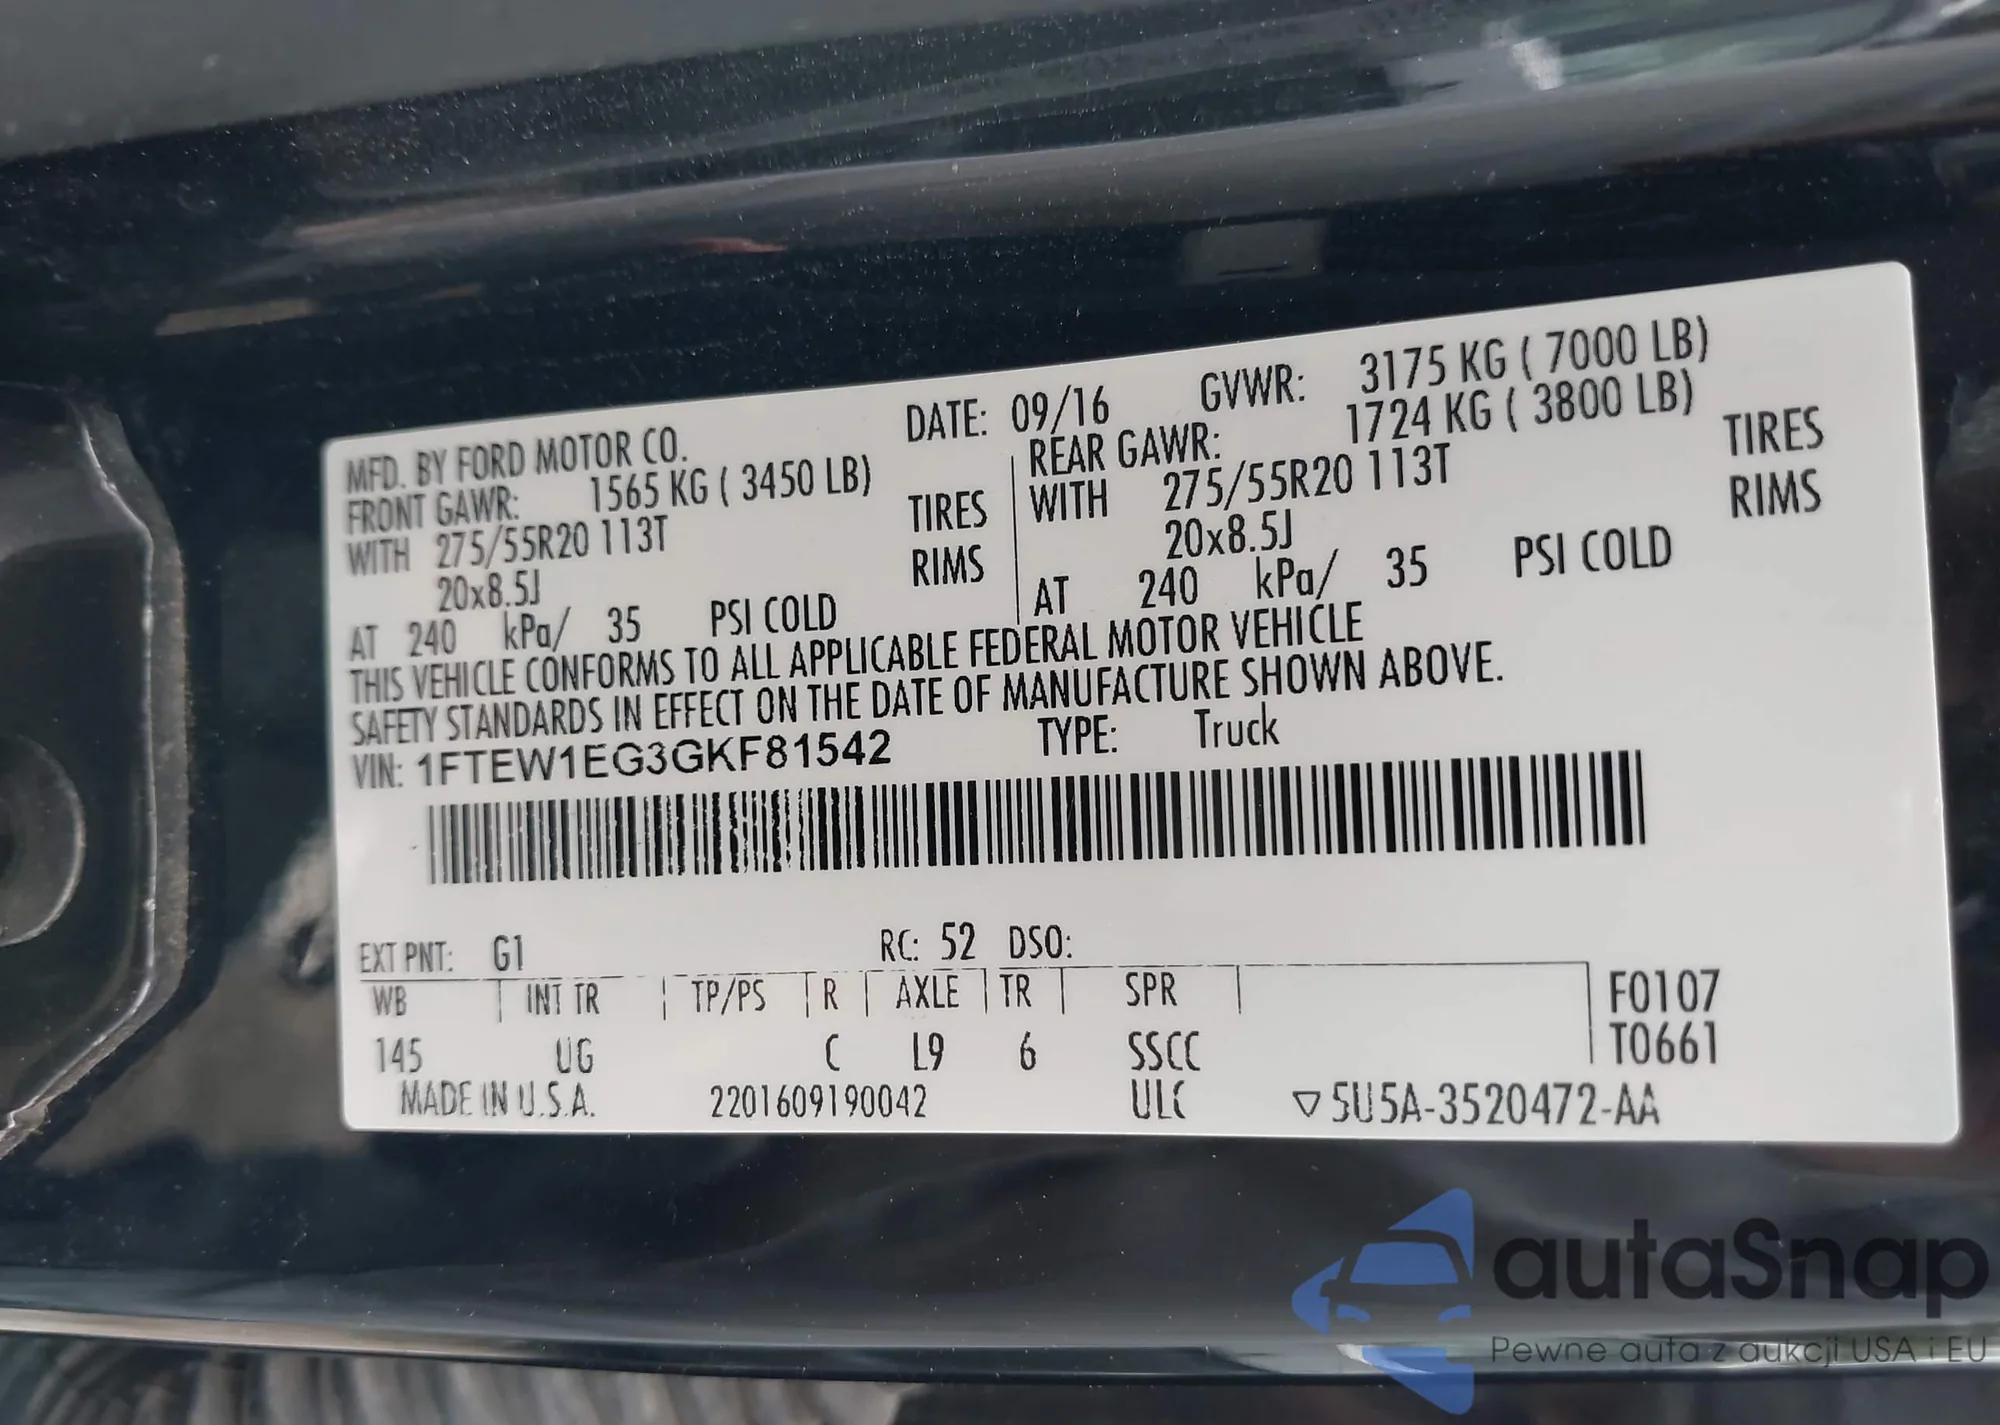 MFD. BY FORD MOTOR CO. DATE: 09/16 GVWR: 3175 KG ( 7000 LB)
FRONT GAWR: 1565 KG ( 3450 LB) REAR GAWR: 1724 KG ( 3800 LB)
WITH 275/55R20 113T TIRES WITH 275/55R20 113T TIRES
20x8.5J RIMS 20x8.5J RIMS
AT 240 kPa/ 35 PSI COLD AT 240 kPa/ 35 PSI COLD
THIS VEHICLE CONFORMS TO ALL APPLICABLE FEDERAL MOTOR VEHICLE
SAFETY STANDARDS IN EFFECT ON THE DATE OF MANUFACTURE SHOWN ABOVE.
VIN: 1FTEW1EG3GKF81542 TYPE: Truck
EXT PNT: G1 RC: 52 DSO:
WB INT TR TP/PS R AXLE TR SPR F0107
145 UG C L9 6 SSCC T0661
MADE IN U.S.A. 2201609190042 ULC ▽5U5A-3520472-AA
autaSnap
Pewne auta z aukcji USA i EU